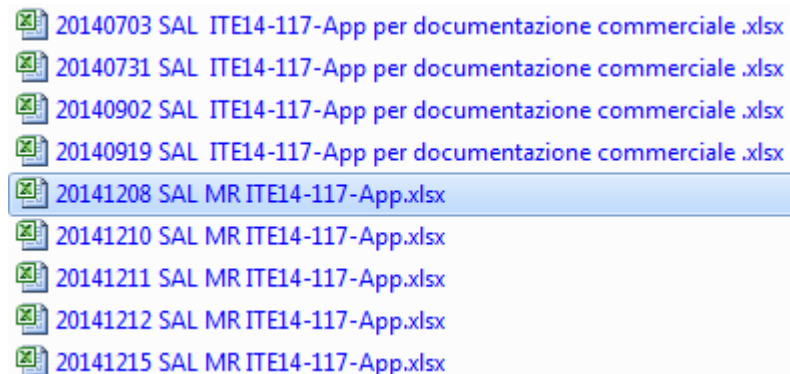 20140703 SAL  ITE14-117-App per documentazione commerciale .xlsx
20140731 SAL  ITE14-117-App per documentazione commerciale .xlsx
20140902 SAL  ITE14-117-App per documentazione commerciale .xlsx
20140919 SAL  ITE14-117-App per documentazione commerciale .xlsx
20141208 SAL MR ITE14-117-App.xlsx
20141210 SAL MR ITE14-117-App.xlsx
20141211 SAL MR ITE14-117-App.xlsx
20141212 SAL MR ITE14-117-App.xlsx
20141215 SAL MR ITE14-117-App.xlsx